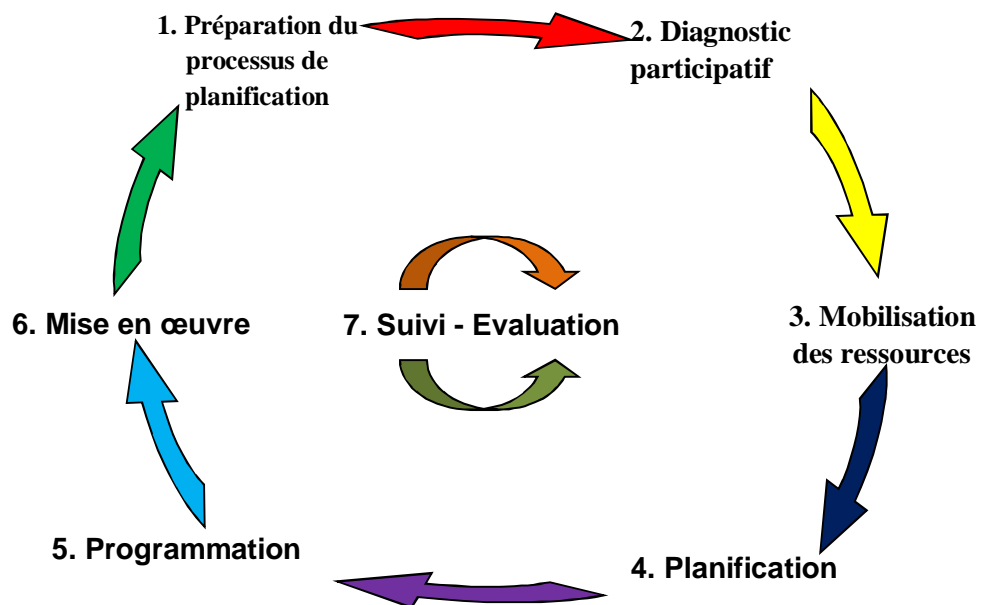 1. Préparation du
processus de
planification
2. Diagnostic
participatif
3. Mobilisation
des ressources
4. Planification
5. Programmation
6. Mise en œuvre
7. Suivi - Evaluation